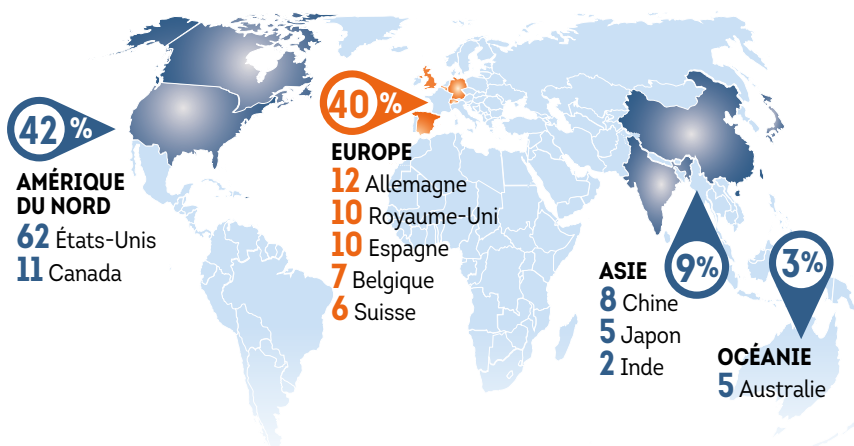 42 %
AMÉRIQUE
DU NORD
62 États-Unis
11 Canada
40 %
EUROPE
12 Allemagne
10 Royaume-Uni
10 Espagne
7 Belgique
6 Suisse
9%
ASIE
8 Chine
5 Japon
2 Inde
3%
OCÉANIE
5 Australie